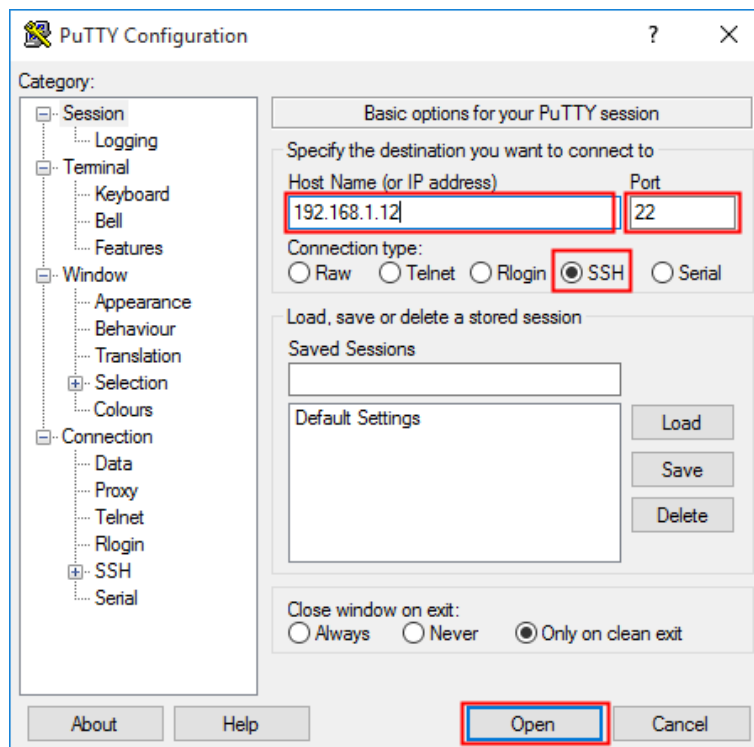 PuTTY Configuration
?
Category:
Session
Logging
Terminal
Keyboard
Bell
Features
Window
Appearance
Behaviour
Translation
Selection
Colours
Connection
Data
Proxy
Telnet
Rlogin
SSH
Serial
Basic options for your PuTTY session
Specify the destination you want to connect to
Host Name (or IP address) Port
192.168.1.12 22
Connection type:
Raw Telnet Rlogin SSH Serial
Load, save or delete a stored session
Saved Sessions
Default Settings
Load
Save
Delete
Close window on exit:
Always Never Only on clean exit
About Help Open Cancel